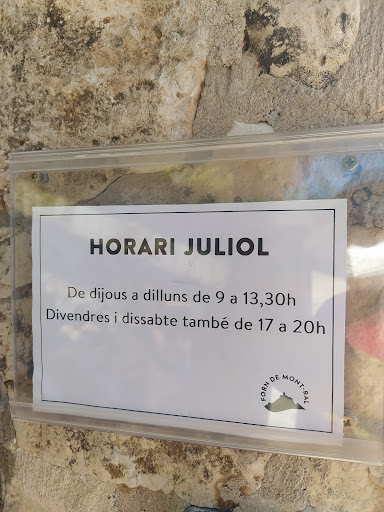 HORARI JULIOL
De dijous a dilluns de 9 a 13,30h
Divendres i dissabte també de 17 a 20h
FORN DE MONT-RAL